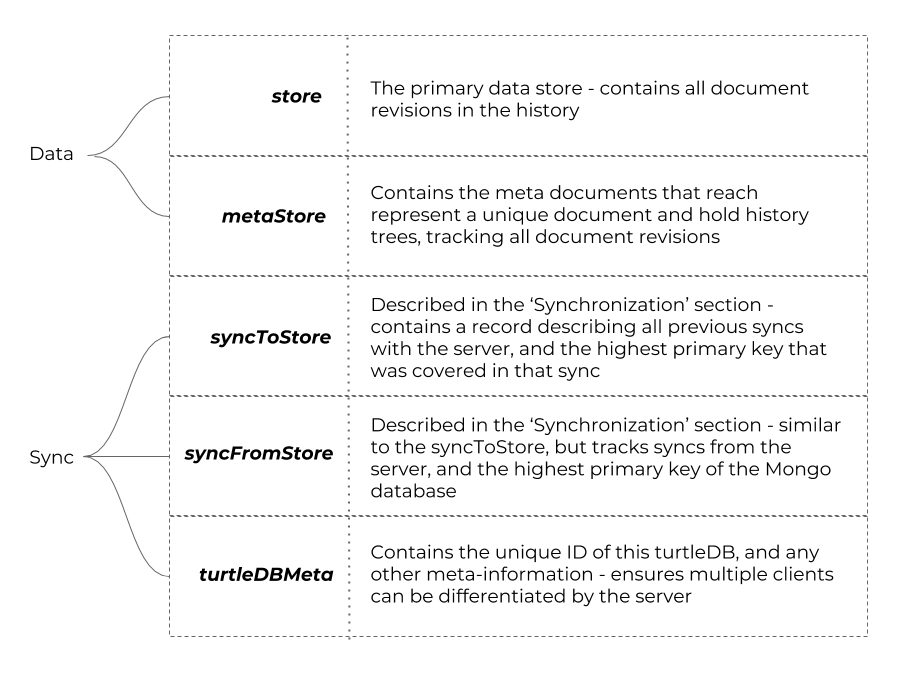 Data
store
The primary data store - contains all document
revisions in the history
metaStore
Contains the meta documents that reach
represent a unique document and hold history
trees, tracking all document revisions
Sync
syncToStore
Described in the ‘Synchronization’ section -
contains a record describing all previous syncs
with the server, and the highest primary key that
was covered in that sync
syncFromStore
Described in the ‘Synchronization’ section - similar
to the syncToStore, but tracks syncs from the
server, and the highest primary key of the Mongo
database
turtleDBMeta
Contains the unique ID of this turtleDB, and any
other meta-information - ensures multiple clients
can be differentiated by the server